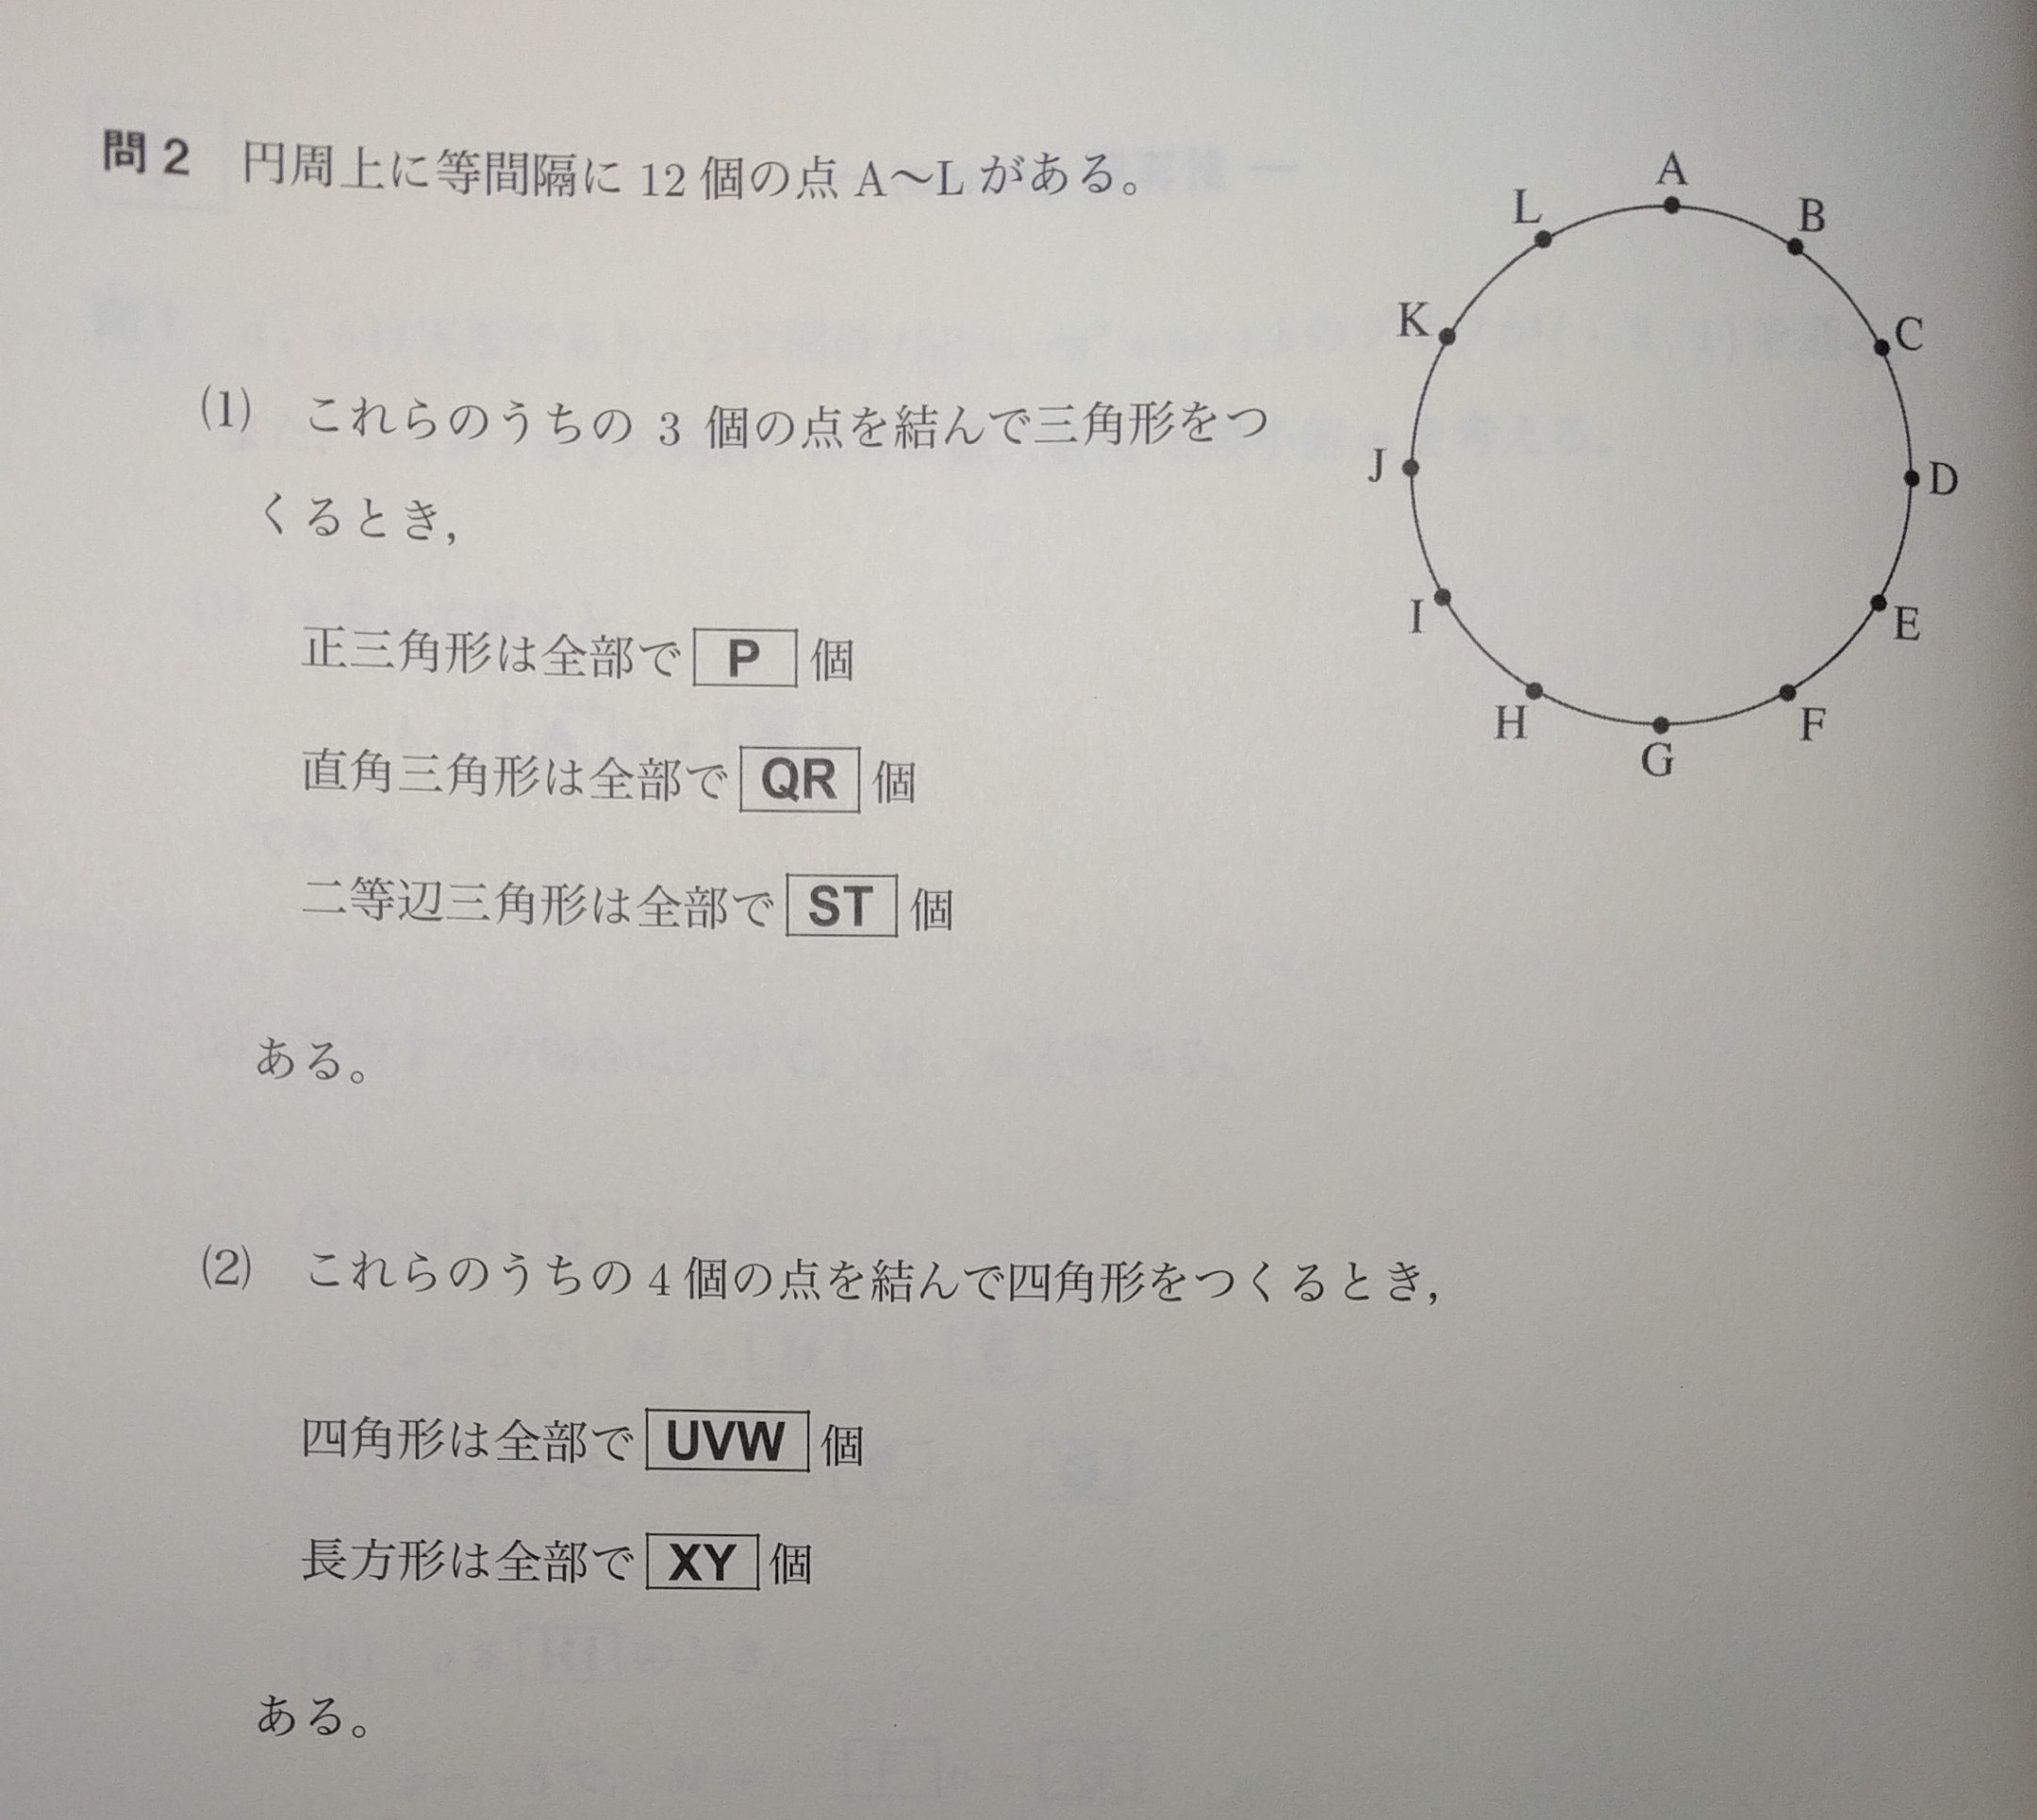 問2 円周上に等間隔に 12 個の点 A〜L がある。
A
B
C
D
E
F
G
H
I
J
K
L
(1) これらのうちの 3 個の点を結んで三角形をつ
くるとき,
正三角形は全部で P 個
直角三角形は全部で QR 個
二等辺三角形は全部で ST 個
ある。
(2) これらのうちの 4 個の点を結んで四角形をつくるとき,
四角形は全部で UVW 個
長方形は全部で XY 個
ある。